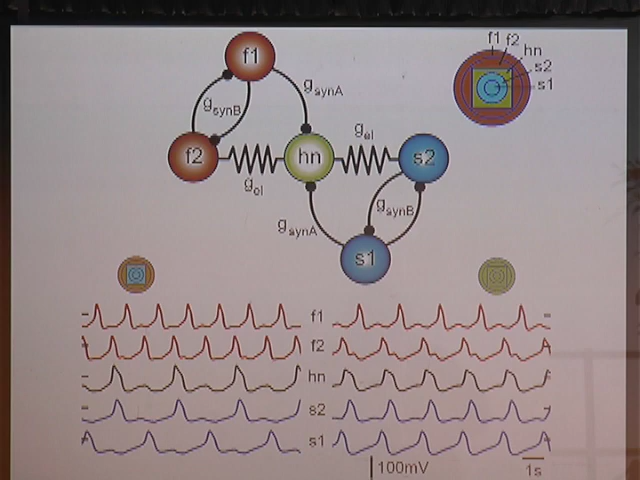 f1
f1 f2 hn s2 s1
gsynB
gsynA
gel
f2
hn
s2
gel
gsynA
gsynB
s1
f1
f2
hn
s2
s1
100mV
1s